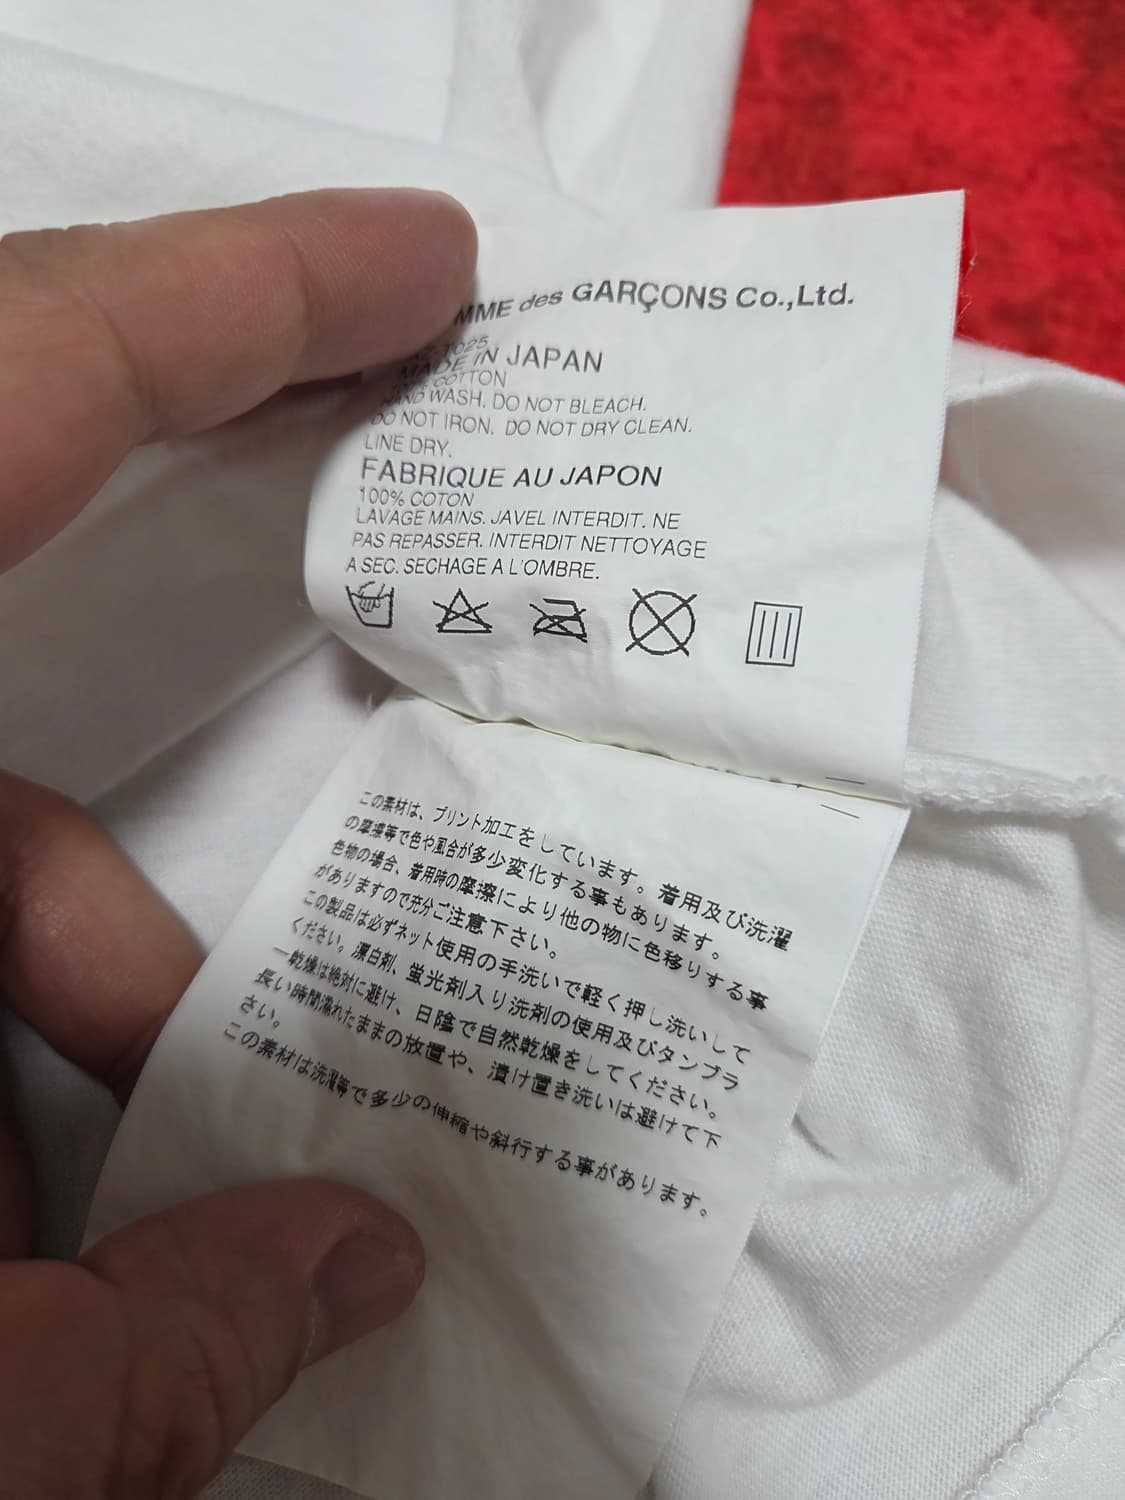 des GARÇONS Co.,Ltd.
MADE IN JAPAN
COTTON
HAND WASH. DO NOT BLEACH.
DO NOT IRON. DO NOT DRY CLEAN.
LINE DRY.
FABRIQUE AU JAPON
100% COTON
LAVAGE MAINS. JAVEL INTERDIT. NE
PAS REPASSER. INTERDIT NETTOYAGE
A SEC. SECHAGE A L'OMBRE.
この素材は、プリント加工をしています。着用及び洗濯
の摩擦等で色や風合が多少変化する事もあります。
色物の場合、着用時の摩擦により他の物に色移りする事
がありますので充分ご注意下さい。
この製品は必ずネット使用の手洗いで軽く押し洗いして
ください。漂白剤、蛍光剤入り洗剤の使用及びタンブラ
ー乾燥は絶対に避け、日陰で自然乾燥をしてください。
長い時間濡れたままの放置や、漬け置き洗いは避けて下
さい。
この素材は洗濯等で多少の伸縮や斜行する事があります。